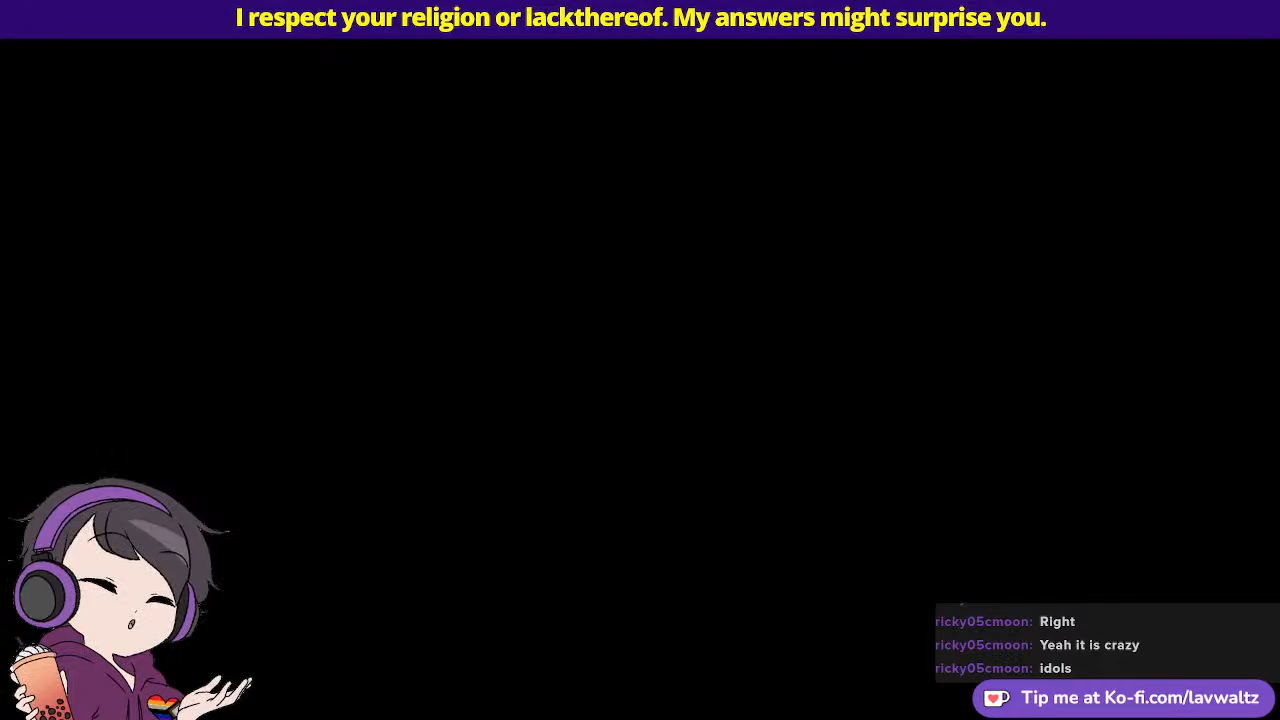 I respect your religion or lackthereof. My answers might surprise you.
ricky05cmoon: Right
ricky05cmoon: Yeah it is crazy
ricky05cmoon: idols
Tip me at Ko-fi.com/lavwaltz